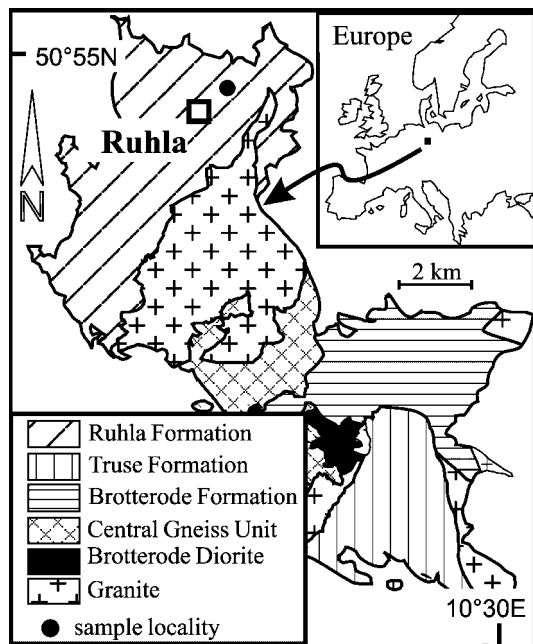 50°55N
Europe
Ruhla
N
2 km
Ruhla Formation
Truse Formation
Brotterode Formation
Central Gneiss Unit
Brotterode Diorite
Granite
sample locality
10°30E